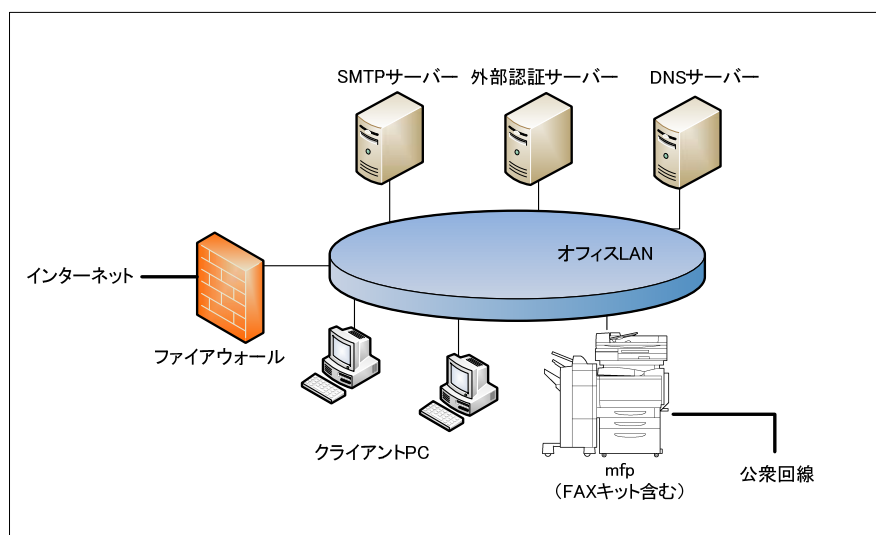 SMTPサーバー
外部認証サーバー
DNSサーバー
オフィスLAN
インターネット
ファイアウォール
クライアントPC
mfp
（FAXキット含む）
公衆回線